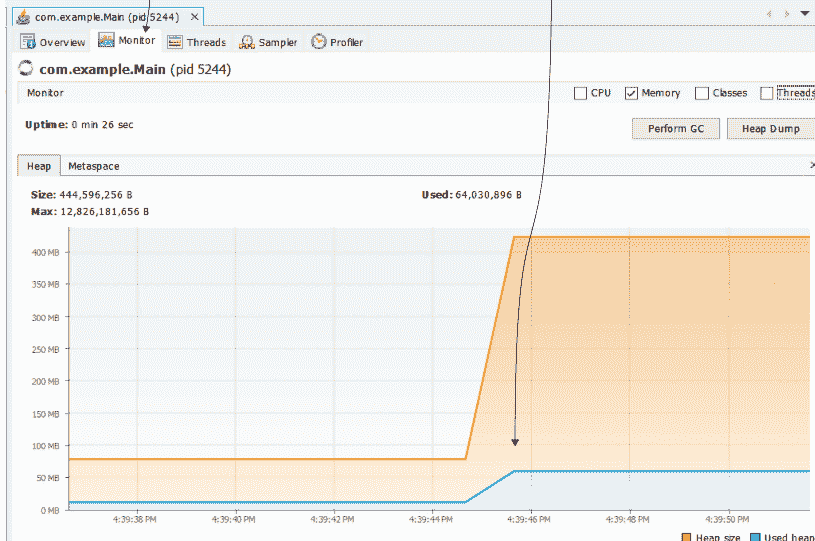 com.example.Main (pid 5244)
Overview Monitor Threads Sampler Profiler
com.example.Main (pid 5244)
Monitor CPU Memory Classes Threads
Uptime: 0 min 26 sec
Perform GC Heap Dump
Heap Metaspace
Size: 444,596,256 B Used: 64,030,896 B
Max: 12,826,181,656 B
400 MB
350 MB
300 MB
250 MB
200 MB
150 MB
100 MB
50 MB
0 MB
4:39:38 PM 4:39:40 PM 4:39:42 PM 4:39:44 PM 4:39:46 PM 4:39:48 PM 4:39:50 PM
Heap size Used heap